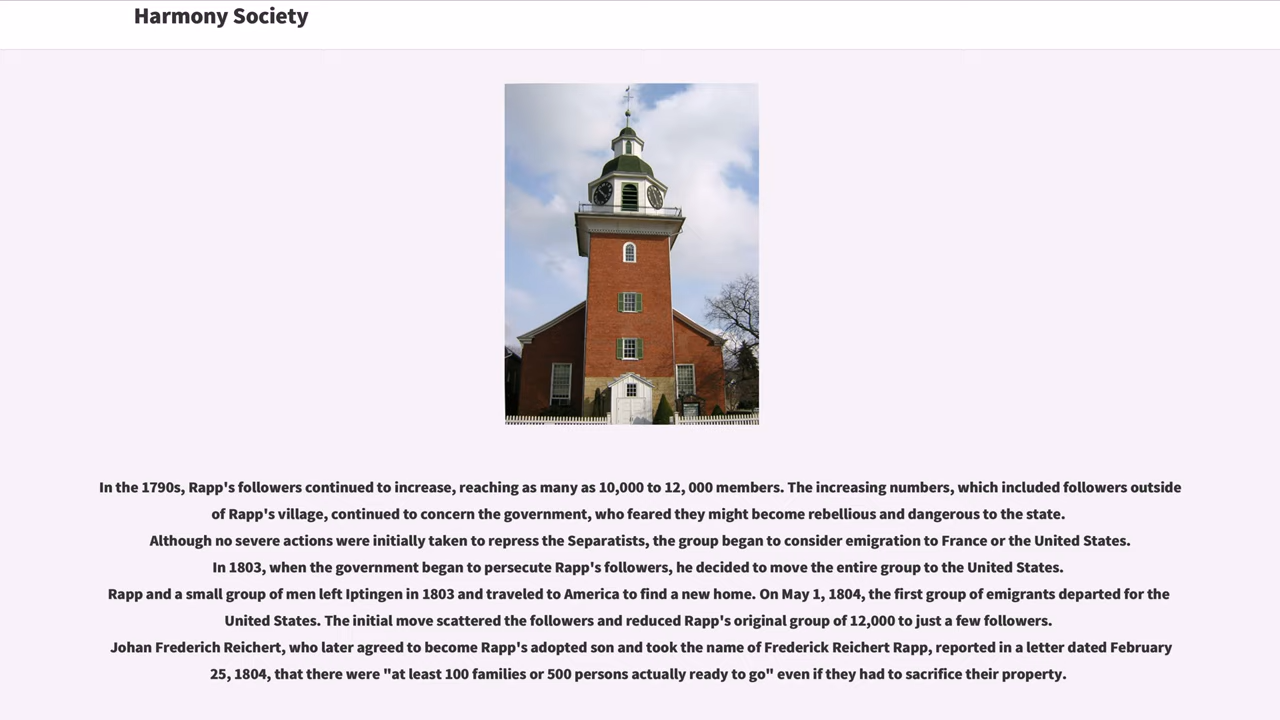 Harmony Society
In the 1790s, Rapp's followers continued to increase, reaching as many as 10,000 to 12, 000 members. The increasing numbers, which included followers outside
of Rapp's village, continued to concern the government, who feared they might become rebellious and dangerous to the state.
Although no severe actions were initially taken to repress the Separatists, the group began to consider emigration to France or the United States.
In 1803, when the government began to persecute Rapp's followers, he decided to move the entire group to the United States.
Rapp and a small group of men left Iptingen in 1803 and traveled to America to find a new home. On May 1, 1804, the first group of emigrants departed for the
United States. The initial move scattered the followers and reduced Rapp's original group of 12,000 to just a few followers.
Johan Frederich Reichert, who later agreed to become Rapp's adopted son and took the name of Frederick Reichert Rapp, reported in a letter dated February
25, 1804, that there were "at least 100 families or 500 persons actually ready to go" even if they had to sacrifice their property.